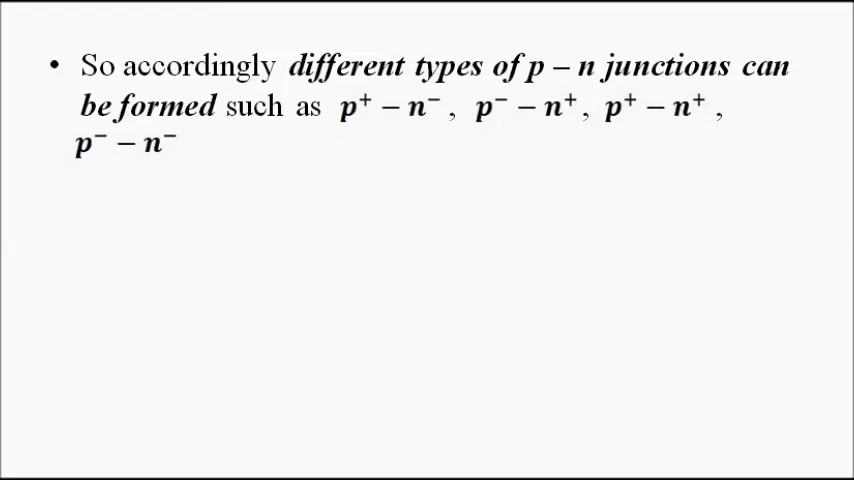 • So accordingly different types of p – n junctions can
be formed such as p⁺ − n⁻ , p⁻ − n⁺ , p⁺ − n⁺ ,
p⁻ − n⁻